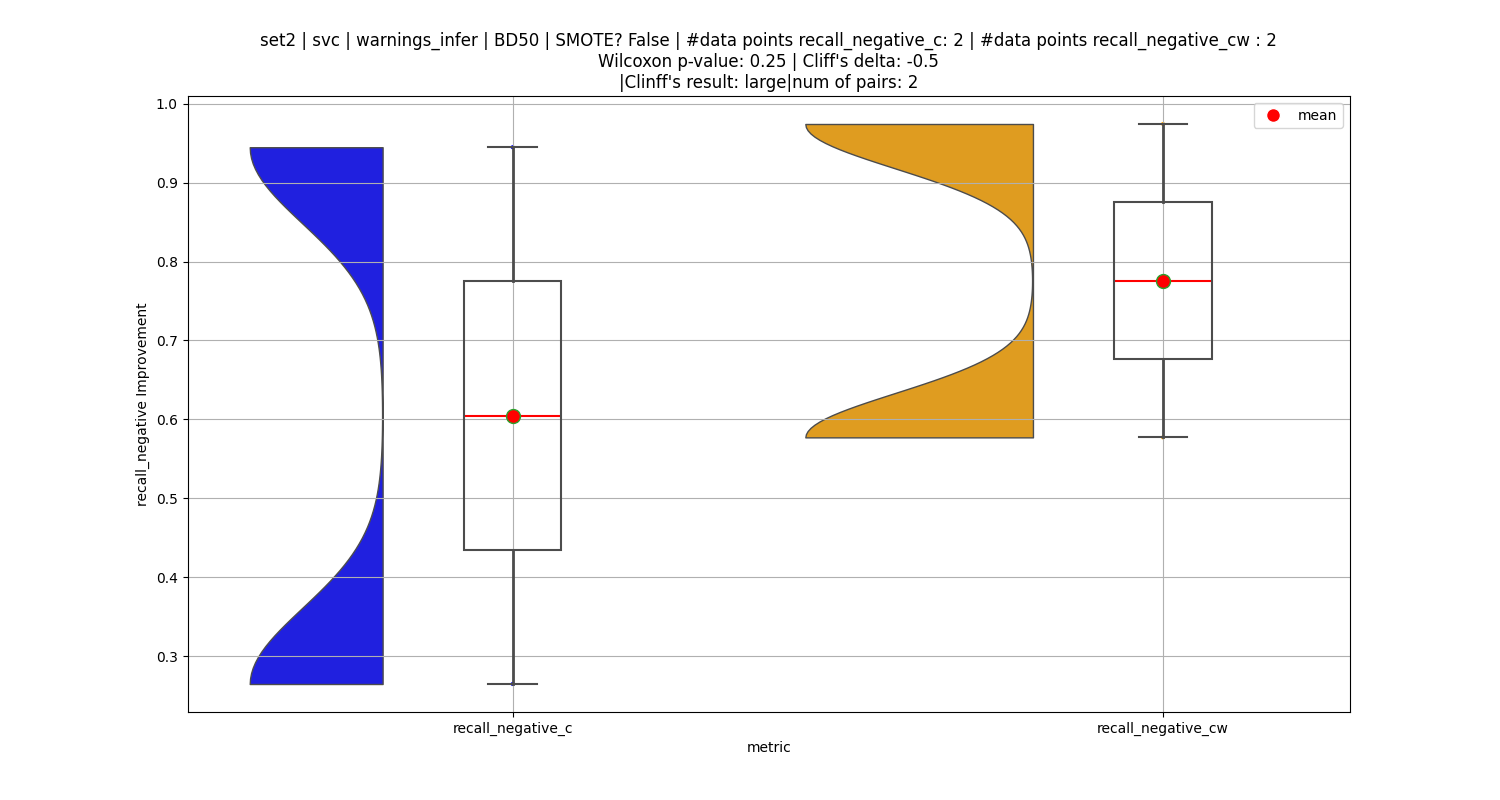 set2 | svc | warnings_infer | BD50 | SMOTE? False | #data points recall_negative_c: 2 | #data points recall_negative_cw : 2
Wilcoxon p-value: 0.25 | Cliff's delta: -0.5
|Clinff's result: large|num of pairs: 2
mean
1.0
0.9
0.8
0.7
0.6
0.5
0.4
0.3
recall_negative Improvement
recall_negative_c
recall_negative_cw
metric